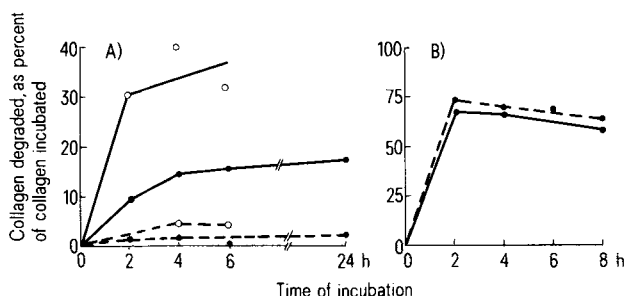 Collagen degraded, as percent
of collagen incubated
A)
40
30
20
10
0
0 2 4 6 24 h
B)
100
75
50
25
0
0 2 4 6 8 h
Time of incubation